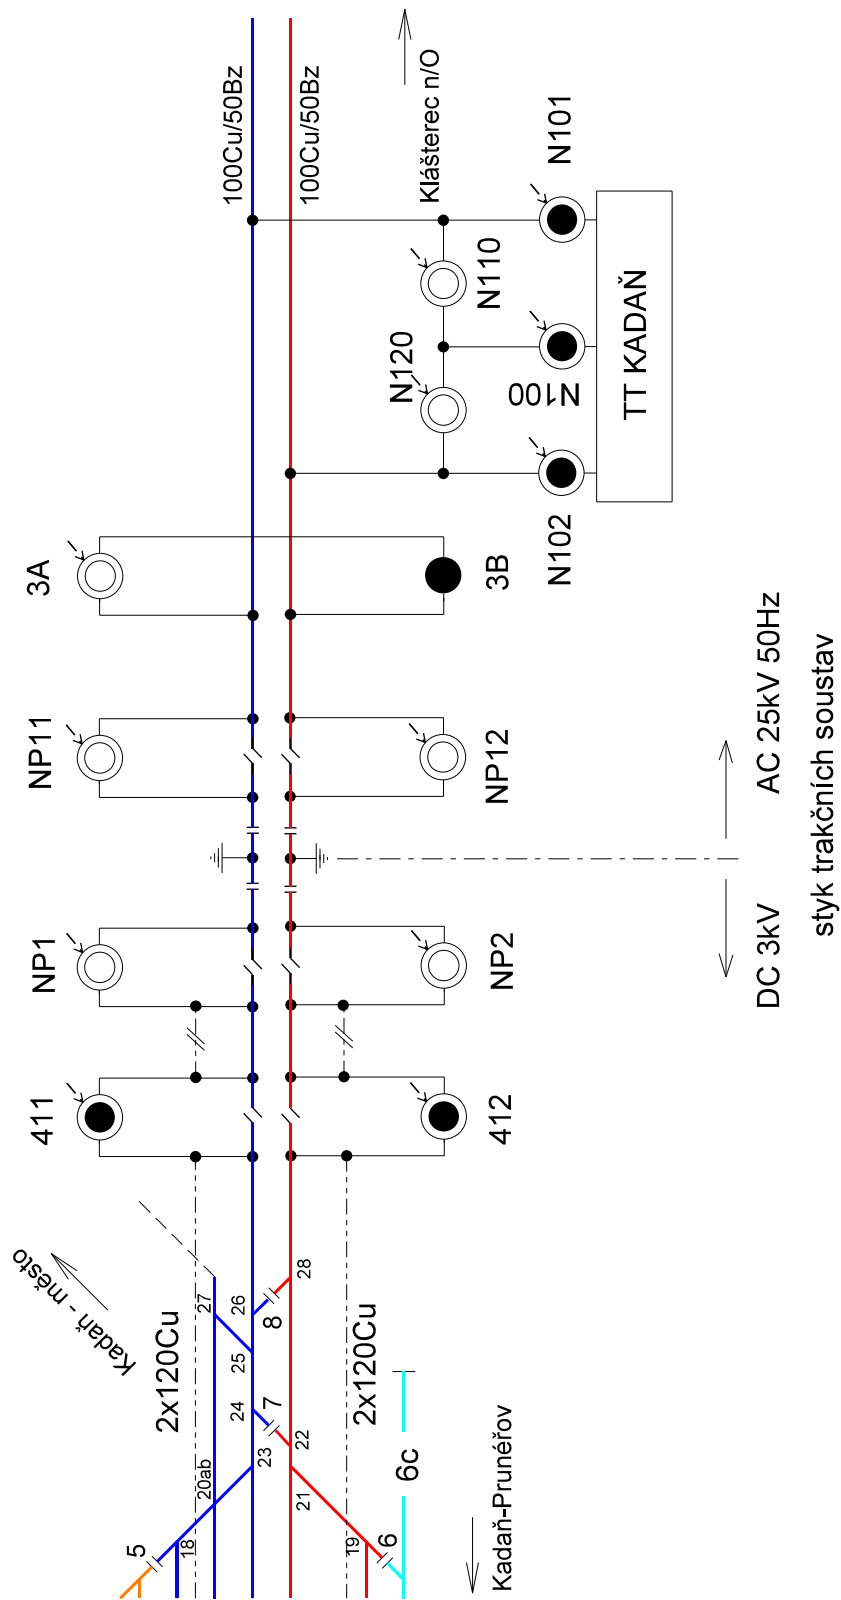 100Cu/50Bz
100Cu/50Bz
Klášterec n/O
N101
N110
N120
N100
TT KADAŇ
N102
3A
3B
NP11
NP12
AC 25kV 50Hz
styk trakčních soustav
DC 3kV
NP1
NP2
411
412
Kadaň - město
27
26
28
8
2x120Cu
2x120Cu
25
24
7
22
23
20ab
21
6c
5
18
19
6
Kadaň-Prunéřov